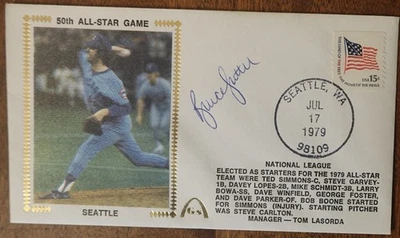 50th ALL-STAR GAME
SEATTLE
Bruce Sutter
USA 15c
SEATTLE, WA
JUL
17
1979
98109
NATIONAL LEAGUE
ELECTED AS STARTERS FOR THE 1979 ALL-STAR
TEAM WERE TED SIMMONS-C, STEVE GARVEY-
1B, DAVEY LOPES-2B, MIKE SCHMIDT-3B, LARRY
BOWA-SS, DAVE WINFIELD, GEORGE FOSTER,
AND DAVE PARKER-OF. BOB BOONE STARTED
FOR SIMMONS (INJURY). STARTING PITCHER
WAS STEVE CARLTON.
MANAGER — TOM LASORDA